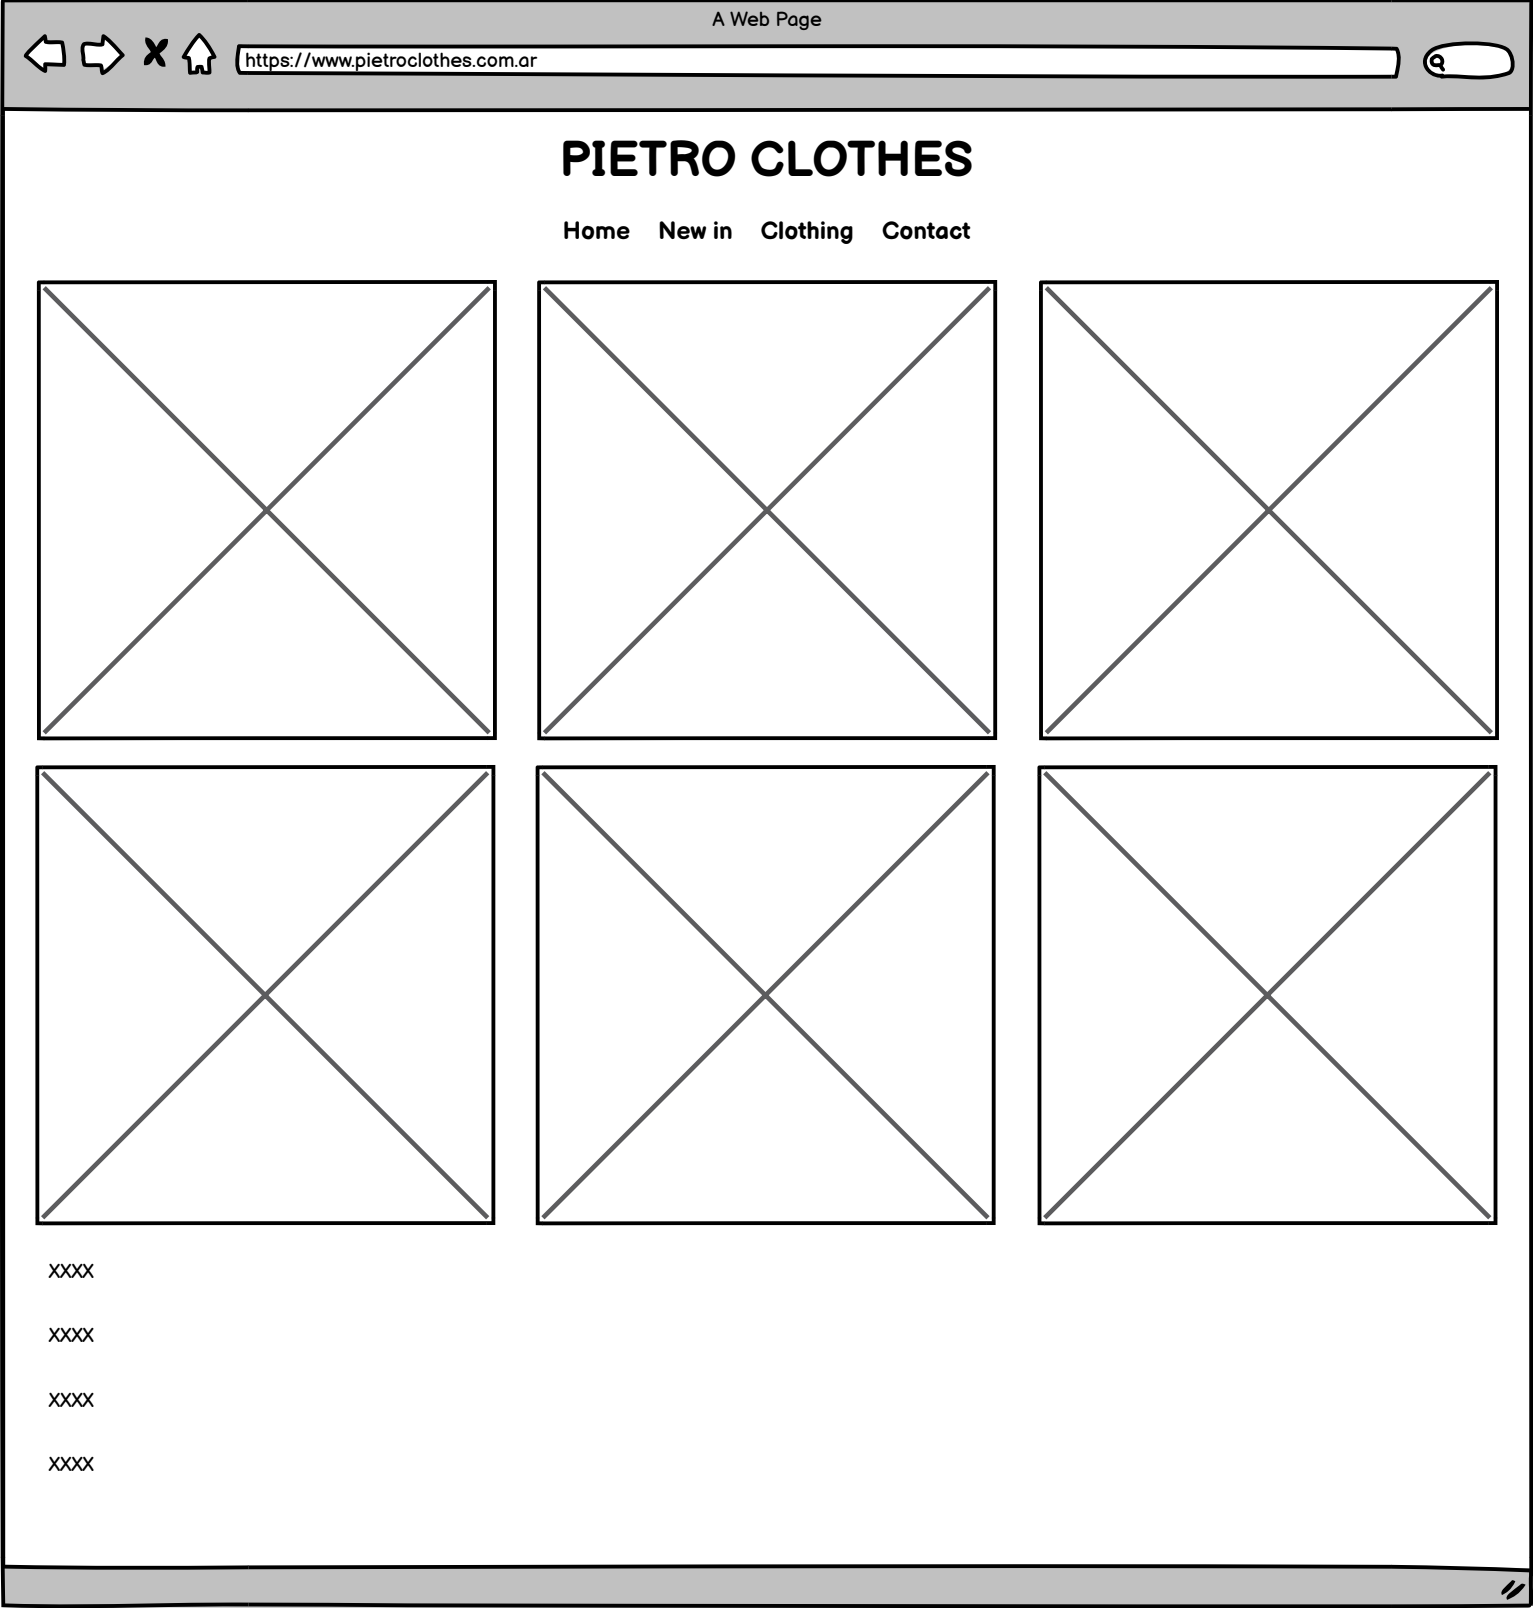 A Web Page
https://www.pietroclothes.com.ar
PIETRO CLOTHES
Home New in Clothing Contact
XXXX
XXXX
XXXX
XXXX